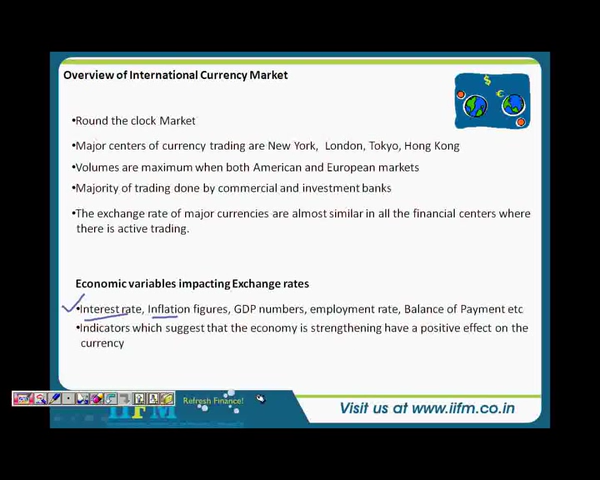 Overview of International Currency Market
•Round the clock Market
•Major centers of currency trading are New York, London, Tokyo, Hong Kong
•Volumes are maximum when both American and European markets
•Majority of trading done by commercial and investment banks
•The exchange rate of major currencies are almost similar in all the financial centers where
there is active trading.
Economic variables impacting Exchange rates
•Interest rate, Inflation figures, GDP numbers, employment rate, Balance of Payment etc
•Indicators which suggest that the economy is strengthening have a positive effect on the
currency
IIFM
Refresh Finance!
Visit us at www.iifm.co.in